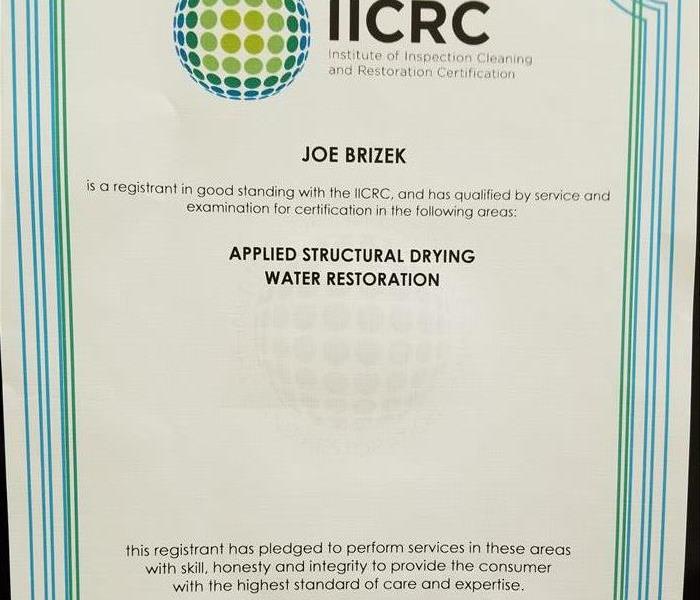 IICRC
Institute of Inspection Cleaning
and Restoration Certification
JOE BRIZEK
is a registrant in good standing with the IICRC, and has qualified by service and
examination for certification in the following areas:
APPLIED STRUCTURAL DRYING
WATER RESTORATION
this registrant has pledged to perform services in these areas
with skill, honesty and integrity to provide the consumer
with the highest standard of care and expertise.